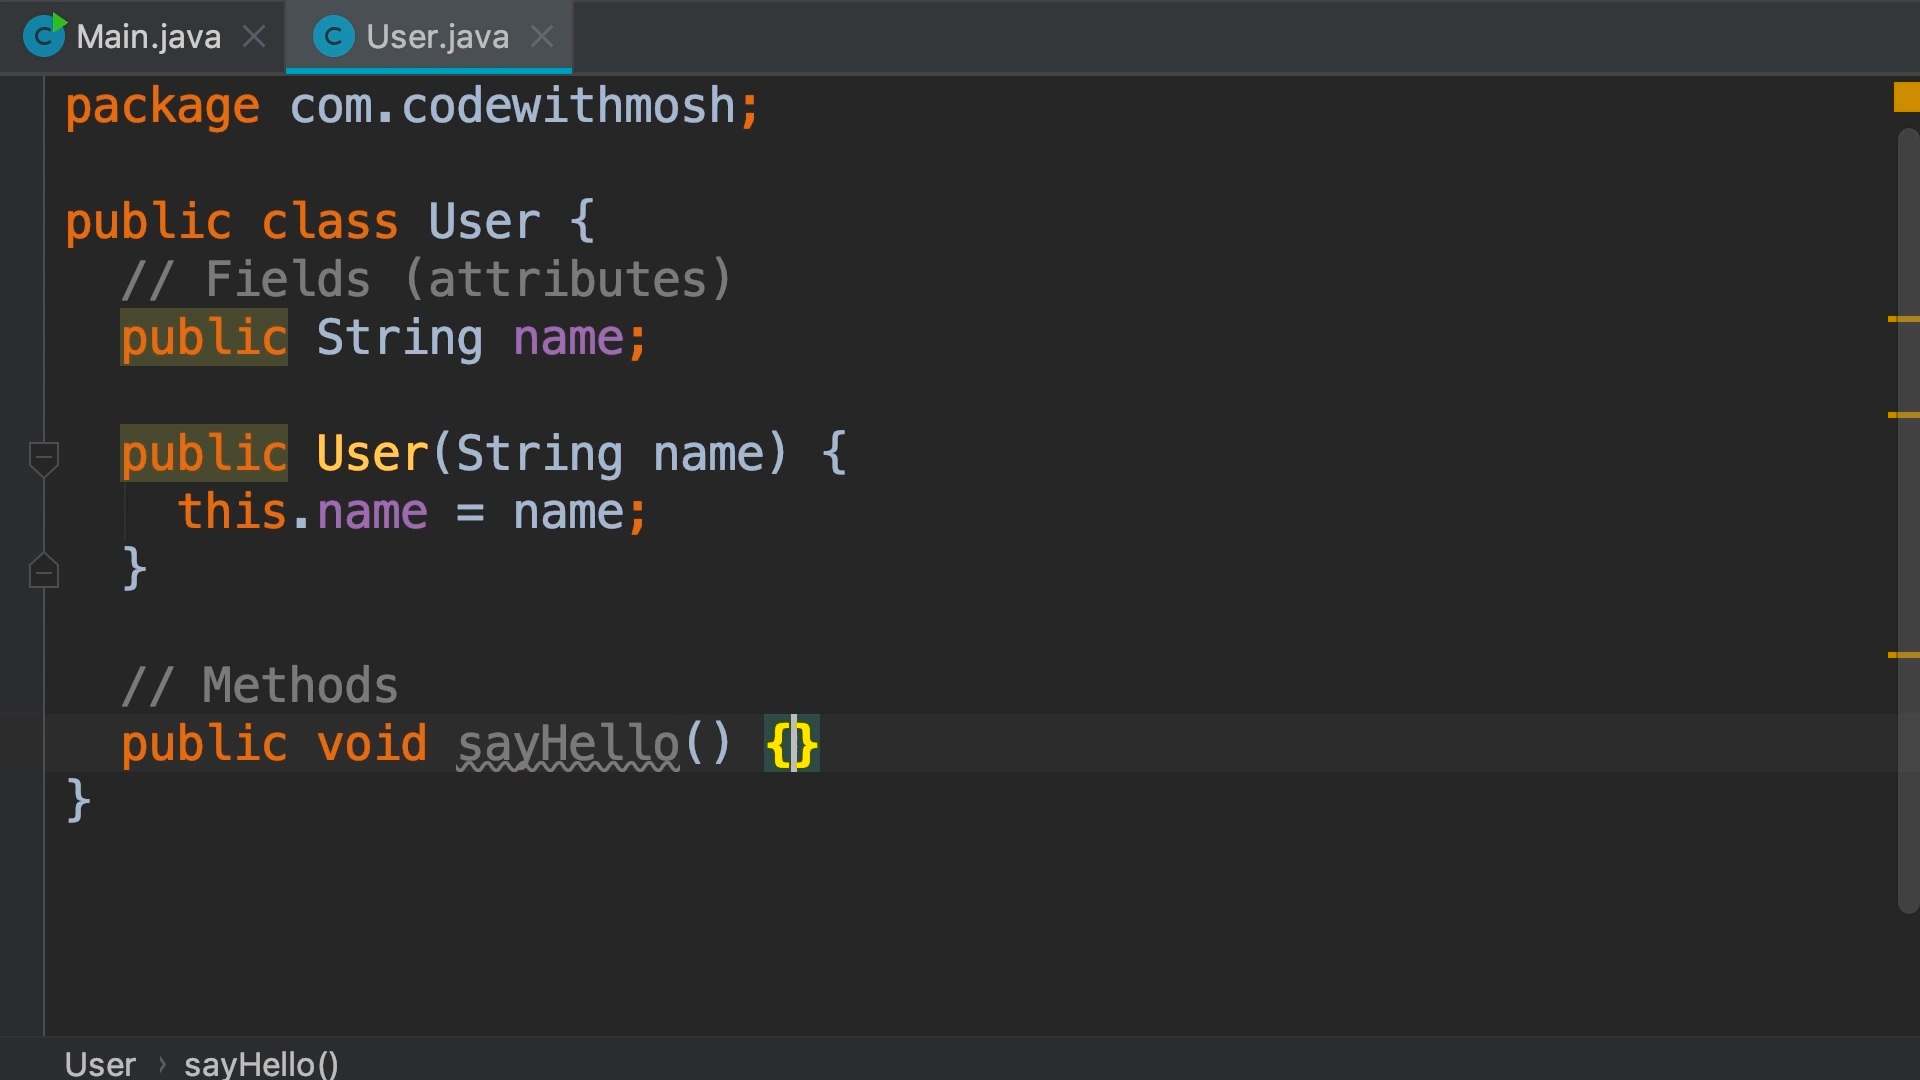 Main.java User.java
package com.codewithmosh;
public class User {
// Fields (attributes)
public String name;
public User(String name) {
this.name = name;
}
// Methods
public void sayHello() {}
}
User › sayHello()